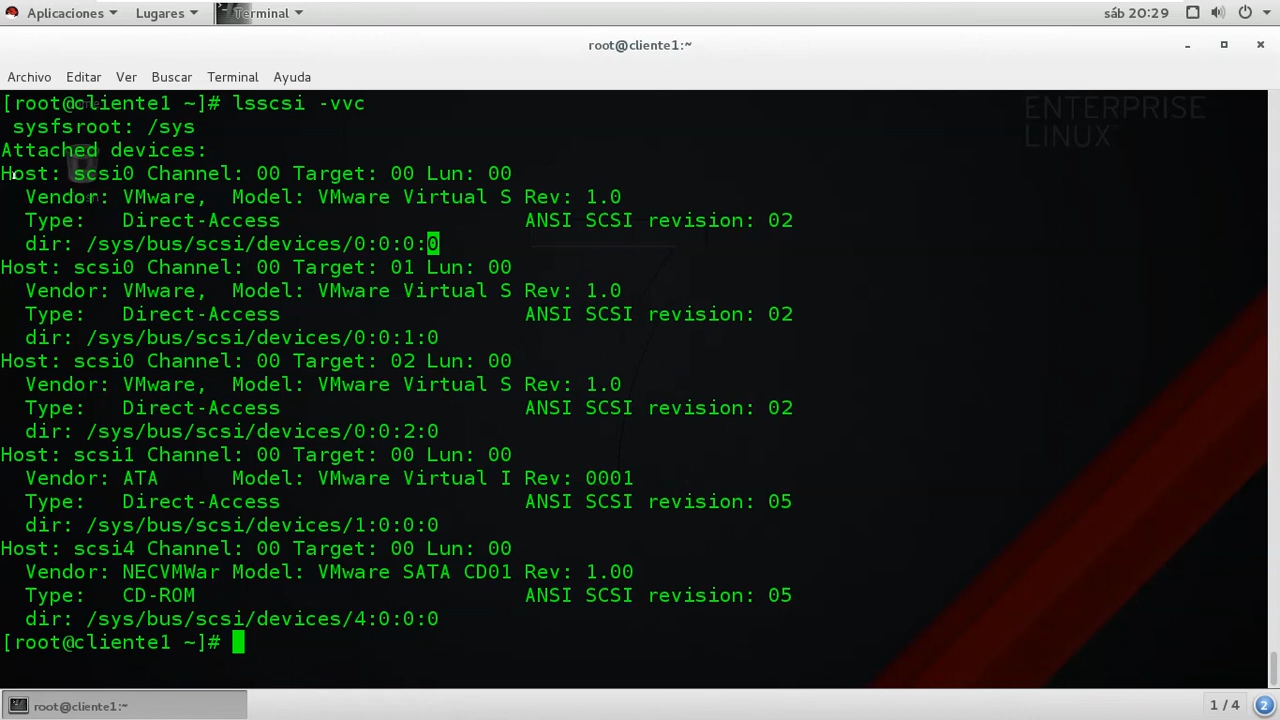 Aplicaciones Lugares Terminal sáb 20:29
root@cliente1:~
Archivo Editar Ver Buscar Terminal Ayuda
[root@cliente1 ~]# lsscsi -vvc
sysfsroot: /sys
Attached devices:
Host: scsi0 Channel: 00 Target: 00 Lun: 00
Vendor: VMware, Model: VMware Virtual S Rev: 1.0
Type: Direct-Access ANSI SCSI revision: 02
dir: /sys/bus/scsi/devices/0:0:0:0
Host: scsi0 Channel: 00 Target: 01 Lun: 00
Vendor: VMware, Model: VMware Virtual S Rev: 1.0
Type: Direct-Access ANSI SCSI revision: 02
dir: /sys/bus/scsi/devices/0:0:1:0
Host: scsi0 Channel: 00 Target: 02 Lun: 00
Vendor: VMware, Model: VMware Virtual S Rev: 1.0
Type: Direct-Access ANSI SCSI revision: 02
dir: /sys/bus/scsi/devices/0:0:2:0
Host: scsi1 Channel: 00 Target: 00 Lun: 00
Vendor: ATA Model: VMware Virtual I Rev: 0001
Type: Direct-Access ANSI SCSI revision: 05
dir: /sys/bus/scsi/devices/1:0:0:0
Host: scsi4 Channel: 00 Target: 00 Lun: 00
Vendor: NECVMWar Model: VMware SATA CD01 Rev: 1.00
Type: CD-ROM ANSI SCSI revision: 05
dir: /sys/bus/scsi/devices/4:0:0:0
[root@cliente1 ~]#
ENTERPRISE
LINUX
root@cliente1:~ 1 / 4 2